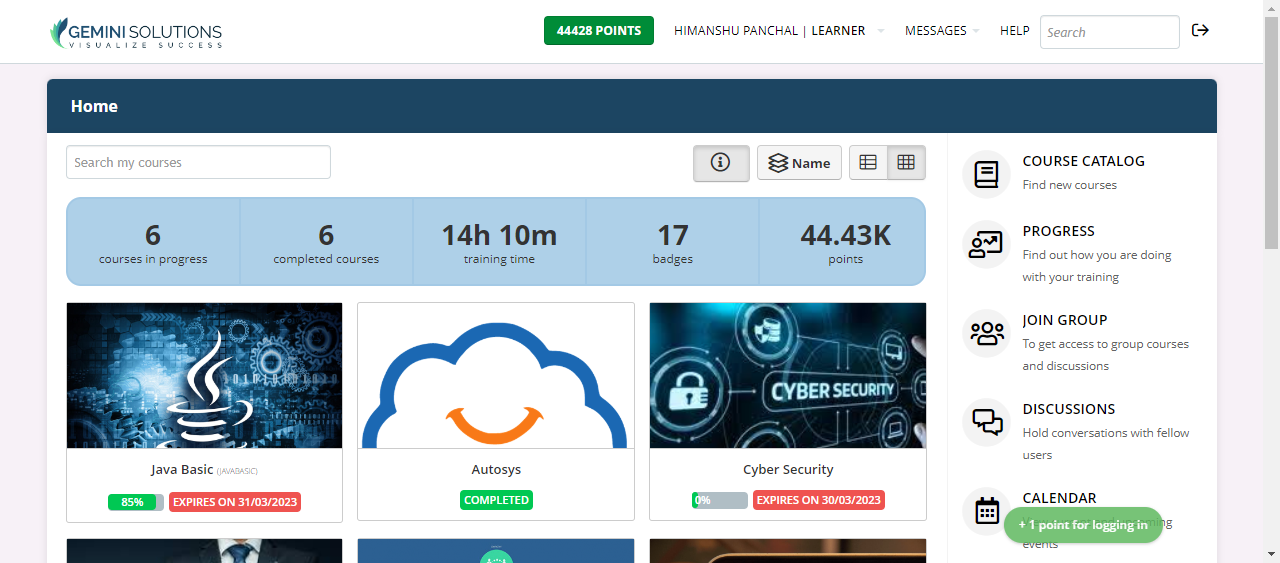 GEMINI SOLUTIONS
VISUALIZE SUCCESS
44428 POINTS
HIMANSHU PANCHAL | LEARNER
MESSAGES
HELP
Search
Home
Search my courses
Name
6
courses in progress
6
completed courses
14h 10m
training time
17
badges
44.43K
points
CYBER SECURITY
Java Basic (JAVABASIC)
85% EXPIRES ON 31/03/2023
Autosys
COMPLETED
Cyber Security
0% EXPIRES ON 30/03/2023
COURSE CATALOG
Find new courses
PROGRESS
Find out how you are doing
with your training
JOIN GROUP
To get access to group courses
and discussions
DISCUSSIONS
Hold conversations with fellow
users
CALENDAR
events
+ 1 point for logging in